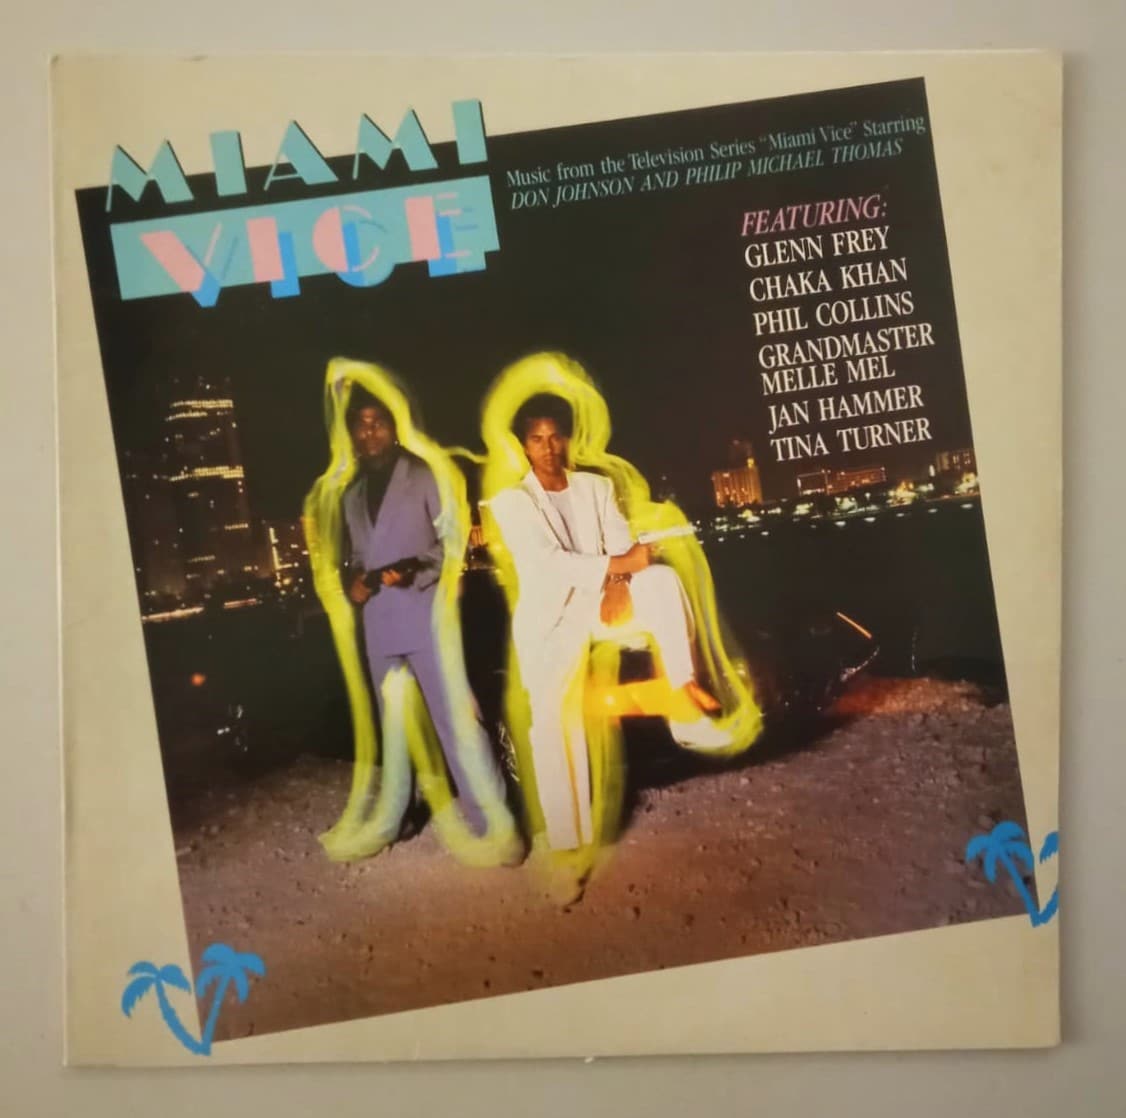 MIAMI
VICE
Music from the Television Series "Miami Vice" Starring
DON JOHNSON AND PHILIP MICHAEL THOMAS
FEATURING:
GLENN FREY
CHAKA KHAN
PHIL COLLINS
GRANDMASTER
MELLE MEL
JAN HAMMER
TINA TURNER